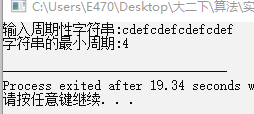 C:\Users\E470\Desktop\大二下\算法\实
输入周期性字符串:cdefcdefcdefcdef
字符串的最小周期:4
Process exited after 19.34 seconds w
请按任意键继续. . .